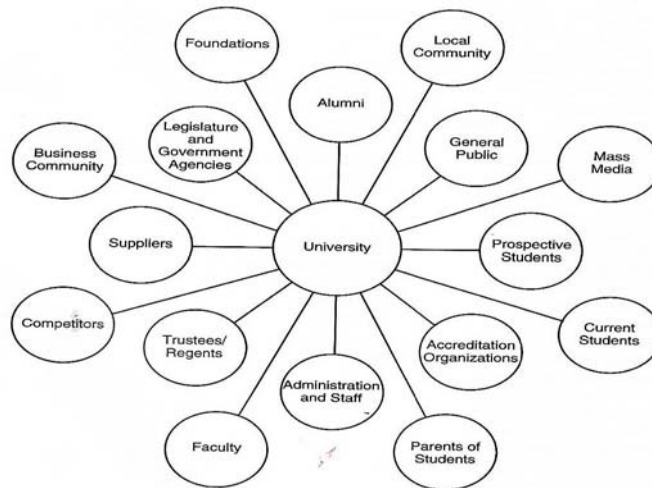 Foundations
Local
Community
Alumni
Legislature
and
Government
Agencies
General
Public
Business
Community
Mass
Media
Suppliers
University
Prospective
Students
Competitors
Trustees/
Regents
Accreditation
Organizations
Current
Students
Administration
and Staff
Faculty
Parents of
Students